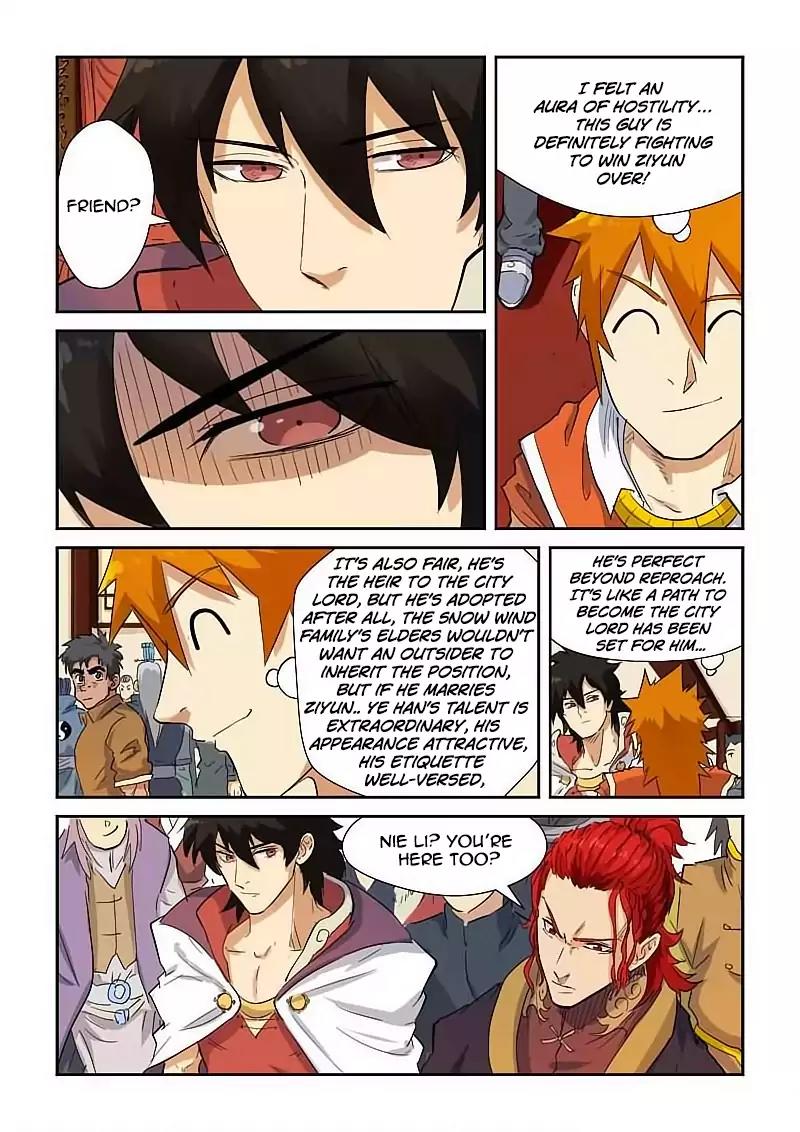 FRIEND?
I FELT AN
AURA OF HOSTILITY...
THIS GUY IS
DEFINITELY FIGHTING
TO WIN ZIYUN
OVER!
IT'S ALSO FAIR, HE'S
THE HEIR TO THE CITY
LORD, BUT HE'S ADOPTED
AFTER ALL, THE SNOW WIND
FAMILY'S ELDERS WOULDN'T
WANT AN OUTSIDER TO
INHERIT THE POSITION,
BUT IF HE MARRIES
ZIYUN.. YE HAN'S TALENT IS
EXTRAORDINARY, HIS
APPEARANCE ATTRACTIVE,
HIS ETIQUETTE
WELL-VERSED,
HE'S PERFECT
BEYOND REPROACH.
IT'S LIKE A PATH TO
BECOME THE CITY
LORD HAS BEEN
SET FOR HIM...
NIE LI? YOU'RE
HERE TOO?